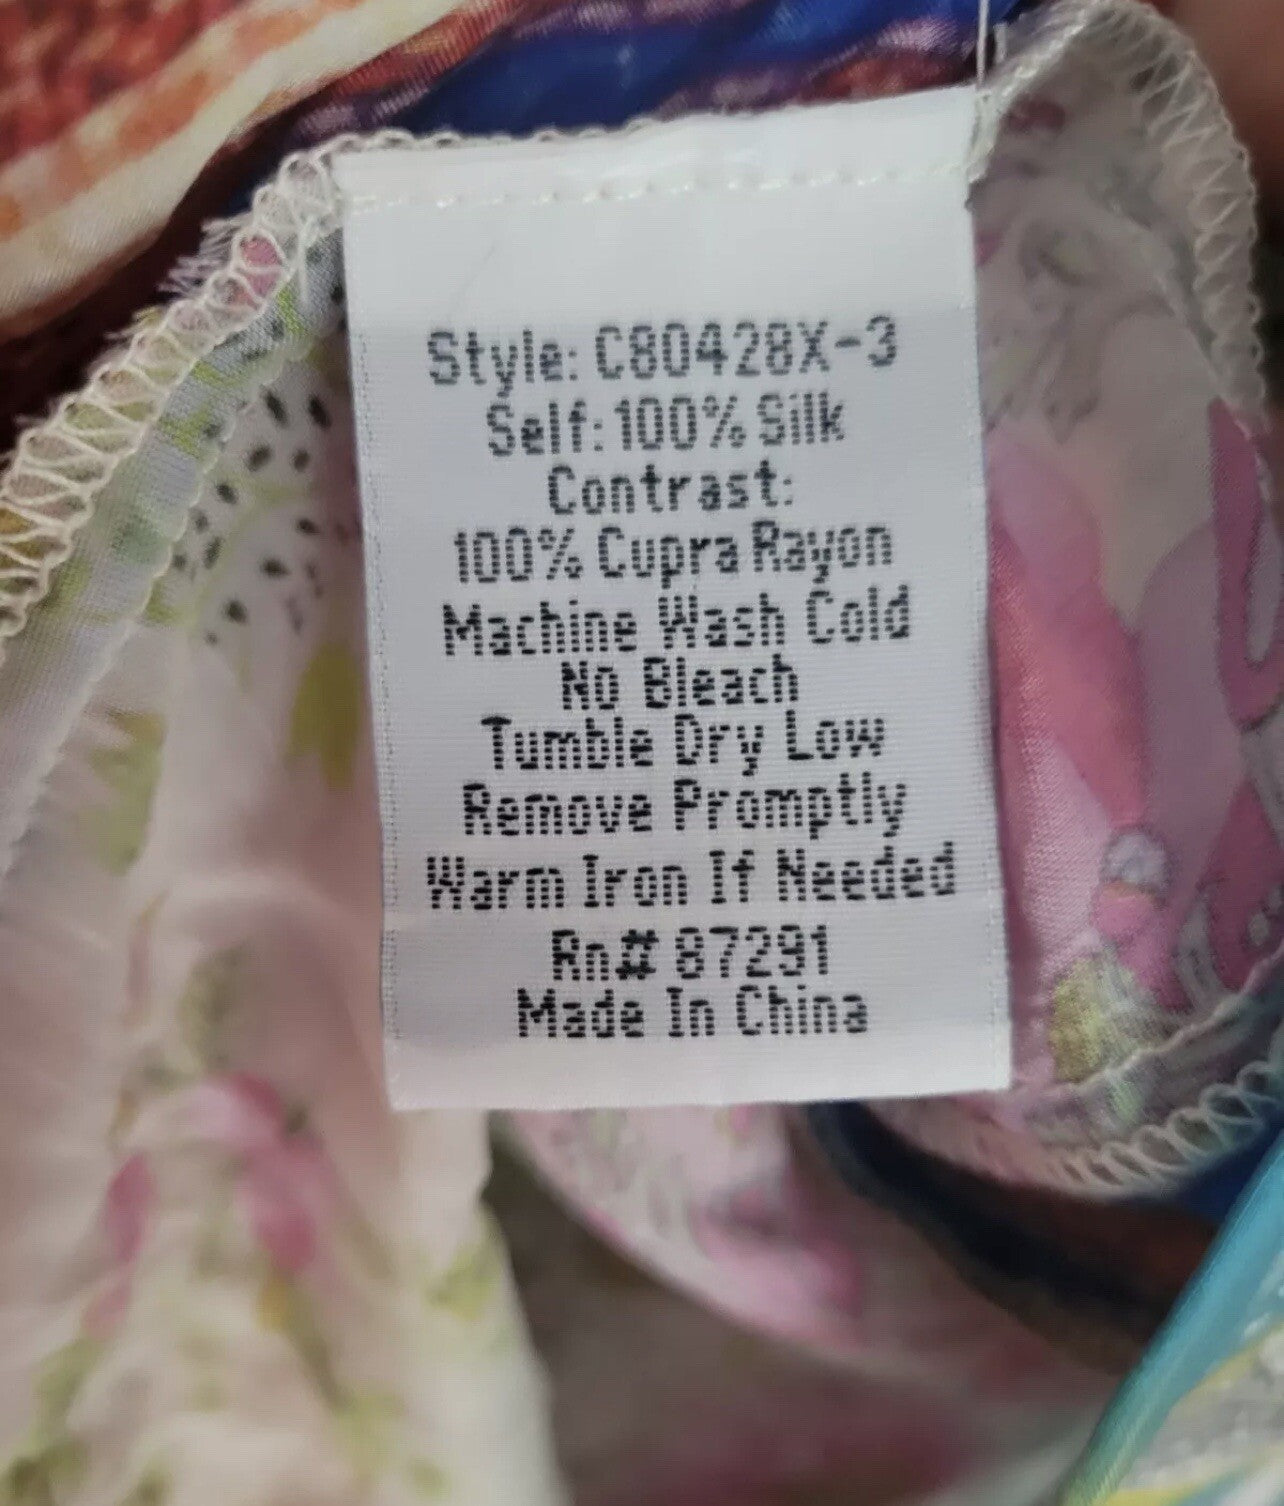 Style: C80428X-3
Self: 100% Silk
Contrast:
100% Cupra Rayon
Machine Wash Cold
No Bleach
Tumble Dry Low
Remove Promptly
Warm Iron If Needed
Rn# 87291
Made In China